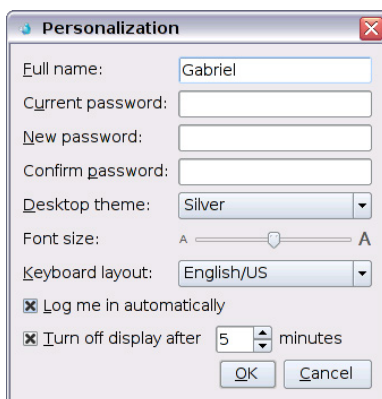 Personalization
Full name: Gabriel
Current password:
New password:
Confirm password:
Desktop theme: Silver
Font size: A A
Keyboard layout: English/US
Log me in automatically
Turn off display after 5 minutes
OK Cancel